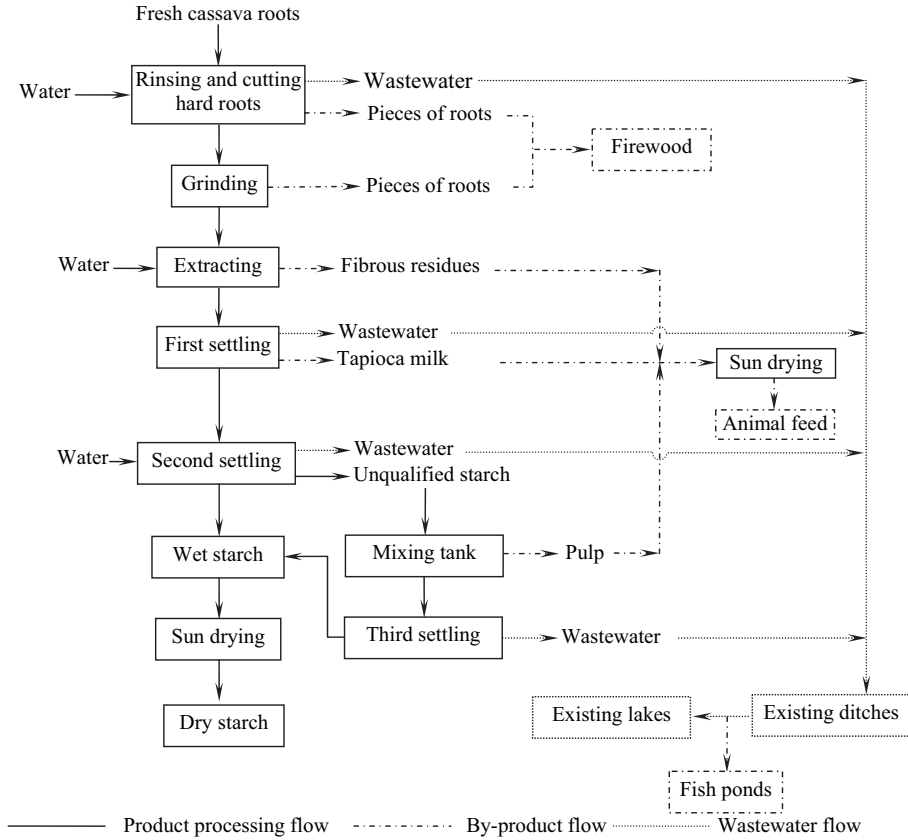 Fresh cassava roots
Water
Rinsing and cutting
hard roots
Wastewater
Pieces of roots
Firewood
Grinding
Pieces of roots
Water
Extracting
Fibrous residues
First settling
Wastewater
Tapioca milk
Sun drying
Animal feed
Water
Second settling
Wastewater
Unqualified starch
Wet starch
Mixing tank
Pulp
Sun drying
Third settling
Wastewater
Dry starch
Existing lakes
Existing ditches
Fish ponds
Product processing flow
By-product flow
Wastewater flow